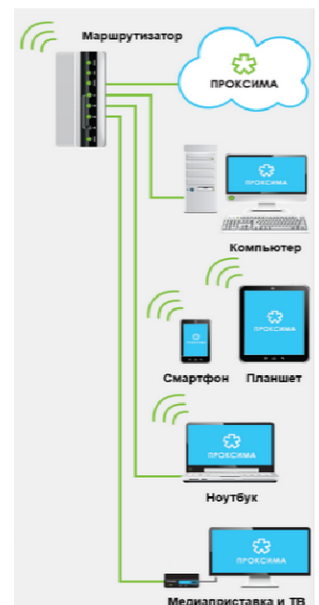 Маршрутизатор
ПРОКСИМА
ПРОКСИМА
Компьютер
ПРОКСИМА
ПРОКСИМА
Смартфон Планшет
ПРОКСИМА
Ноутбук
ПРОКСИМА
Медиаприставка и ТВ